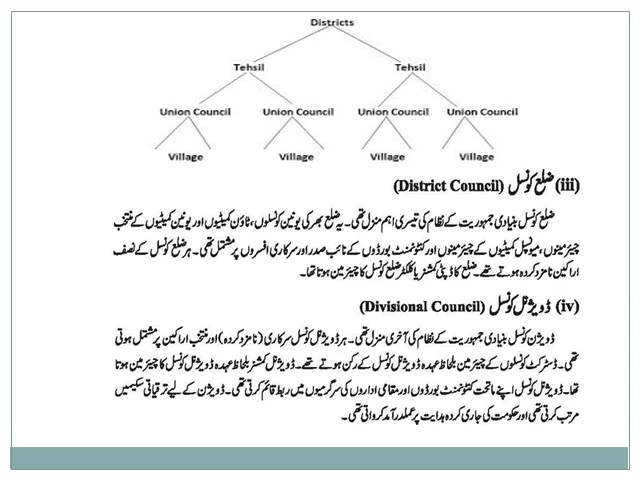 Districts
Tehsil Tehsil
Union Council Union Council Union Council Union Council
Village Village Village Village
(iii) ضلع کونسل (District Council)
ضلع کونسل بنیادی جمہوریت کے نظام کی تیسری اہم منزل تھی۔ یہ ضلع بھر کی یونین کونسلوں، ٹاؤن کمیٹیوں اور یونین کمیٹیوں کے منتخب
چیئرمینوں، میونسپل کمیٹیوں کے چیئرمینوں اور کنٹونمنٹ بورڈوں کے نائب صدر اور سرکاری افسروں پر مشتمل تھی۔ ہر ضلع کونسل کے نصف
اراکین نامزد کردہ ہوتے تھے۔ ضلع کا ڈپٹی کمشنر یا کلکٹر ضلع کونسل کا چیئرمین ہوتا تھا۔
(iv) ڈویژنل کونسل (Divisional Council)
ڈویژن کونسل بنیادی جمہوریت کے نظام کی آخری منزل تھی۔ ہر ڈویژنل کونسل سرکاری (نامزد کردہ) اور منتخب اراکین پر مشتمل ہوتی
تھی۔ ڈسٹرکٹ کونسلوں کے چیئرمین بلحاظ عہدہ ڈویژنل کونسل کے رکن ہوتے تھے۔ ڈویژنل کمشنر بلحاظ عہدہ ڈویژنل کونسل کا چیئرمین ہوتا
تھا۔ ڈویژنل کونسل اپنے ماتحت کنٹونمنٹ بورڈوں اور مقامی اداروں کی سرگرمیوں میں ربط قائم کرتی تھی۔ ڈویژن کے لیے ترقیاتی سکیمیں
مرتب کرتی تھی اور حکومت کی جاری کردہ ہدایت پر عملدرآمد کرواتی تھی۔